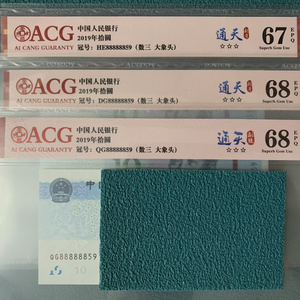 ACG
AI CANG GUARANTY
中国人民银行
2019年拾圆
冠号: HE88888859 (数三 大象头)
通天
☆☆☆
67 EPQ
Superb Gem Unc
ACG
AI CANG GUARANTY
中国人民银行
2019年拾圆
冠号: DG88888859 (数三 大象头)
通天
☆☆☆
68 EPQ
Superb Gem Unc
ACG
AI CANG GUARANTY
中国人民银行
2019年拾圆
冠号: QG88888859 (数三 大象头)
通天
☆☆☆
68 EPQ
Superb Gem Unc
中国
QG88888859
10